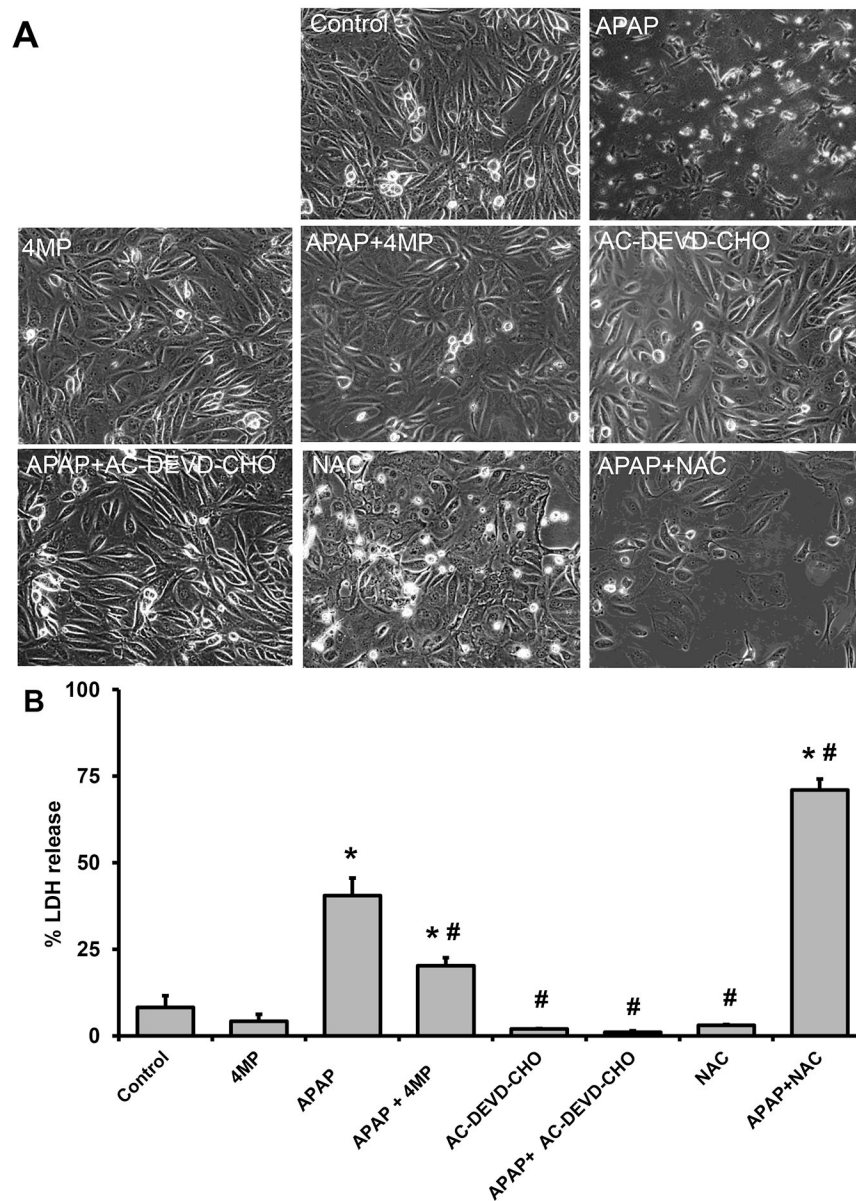 A
Control
APAP
4MP
APAP+4MP
AC-DEVD-CHO
APAP+AC-DEVD-CHO
NAC
APAP+NAC
B
% LDH release
100
75
50
25
0
*
* #
#
#
#
* #
Control
4MP
APAP
APAP + 4MP
AC-DEVD-CHO
APAP+ AC-DEVD-CHO
NAC
APAP+NAC